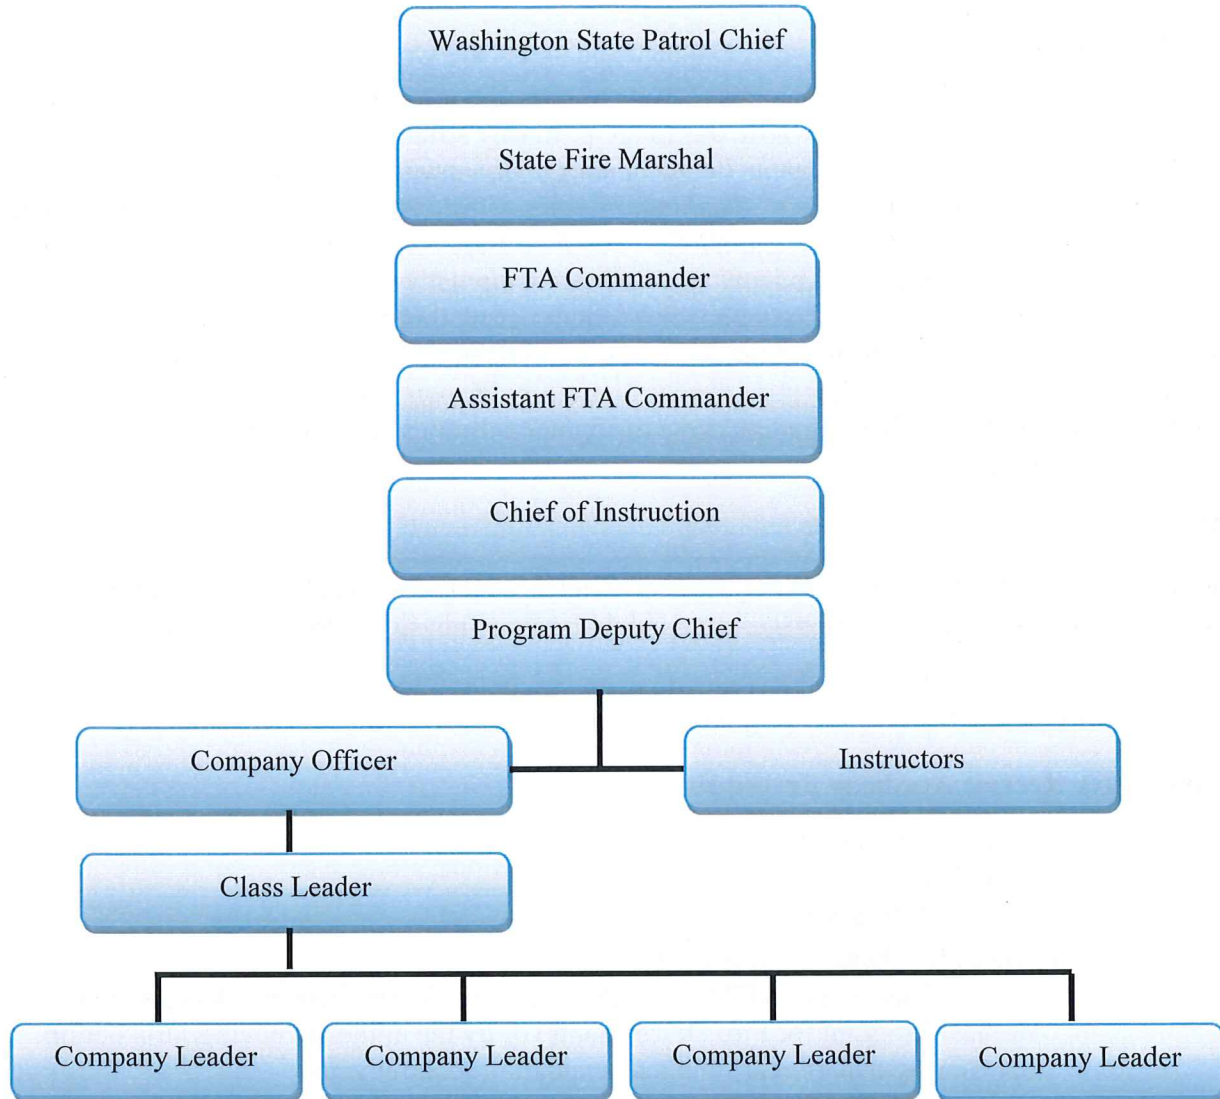 Washington State Patrol Chief
State Fire Marshal
FTA Commander
Assistant FTA Commander
Chief of Instruction
Program Deputy Chief
Company Officer
Instructors
Class Leader
Company Leader
Company Leader
Company Leader
Company Leader